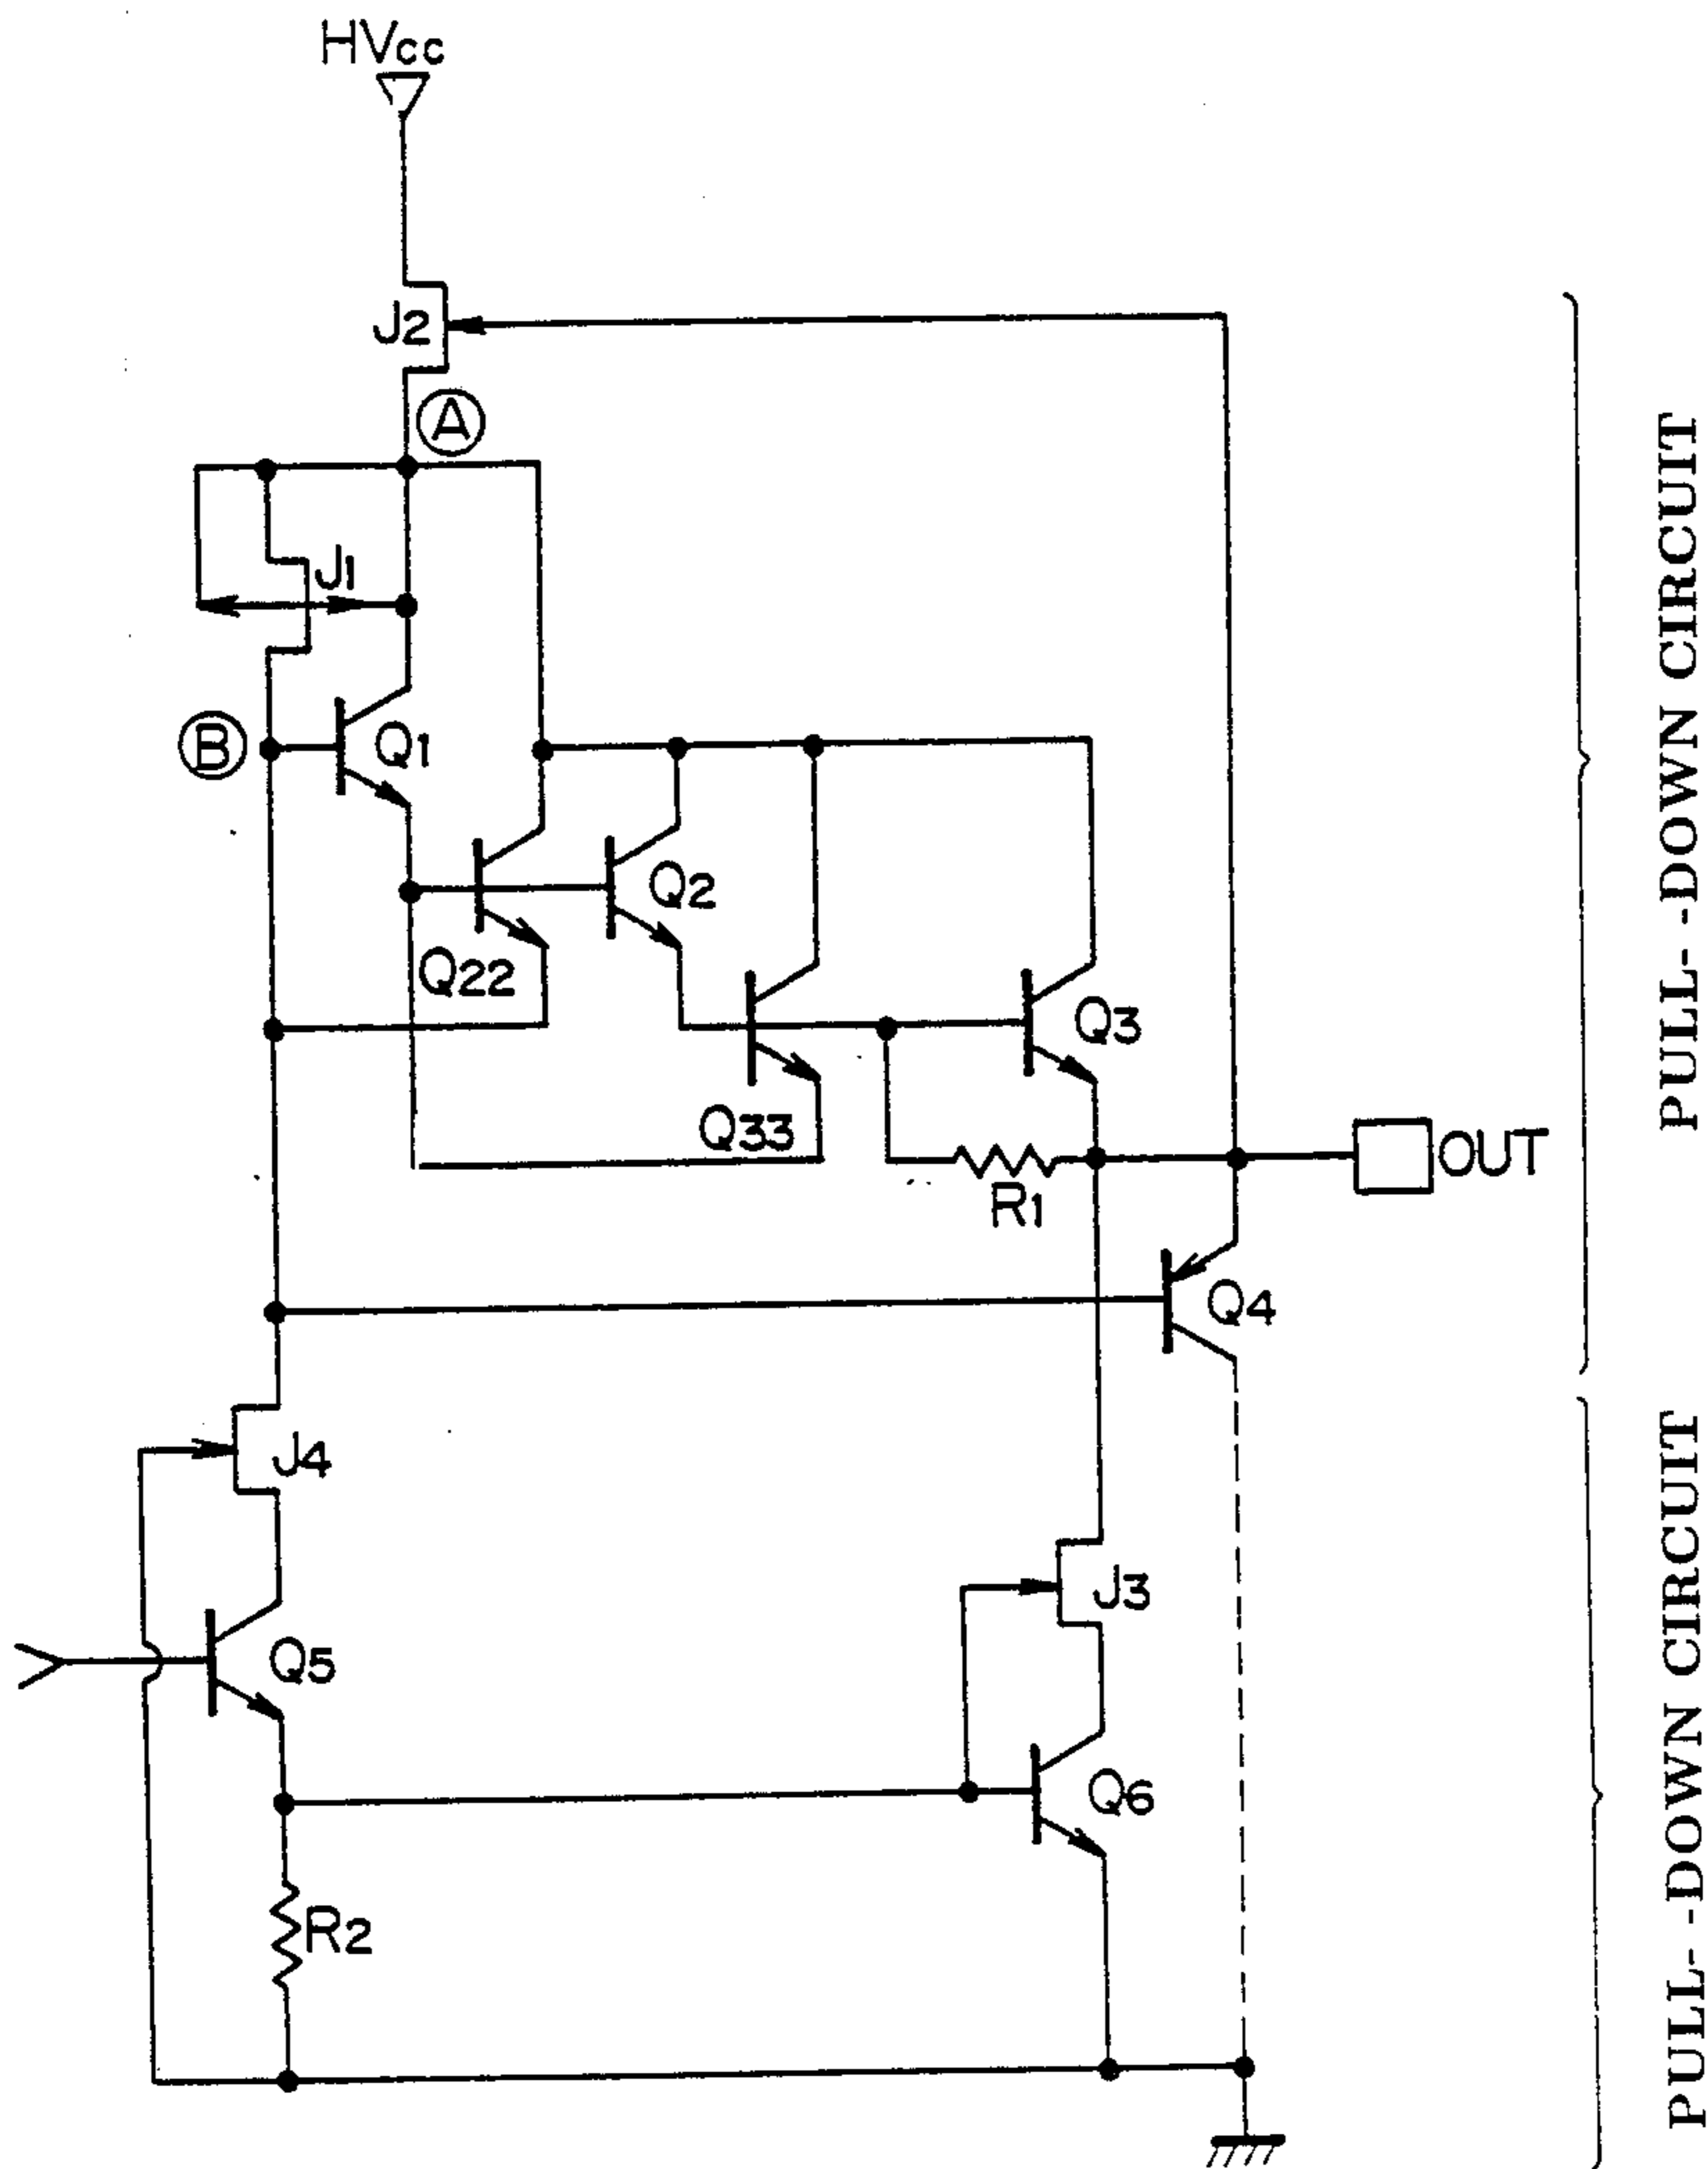 HVcc
J2
A
J1
B
Q1
Q2
Q22
Q3
Q33
R1
OUT
Q4
J4
J3
Q5
Q6
R2
PULL--DOWN CIRCUIT
PULL--DOWN CIRCUIT